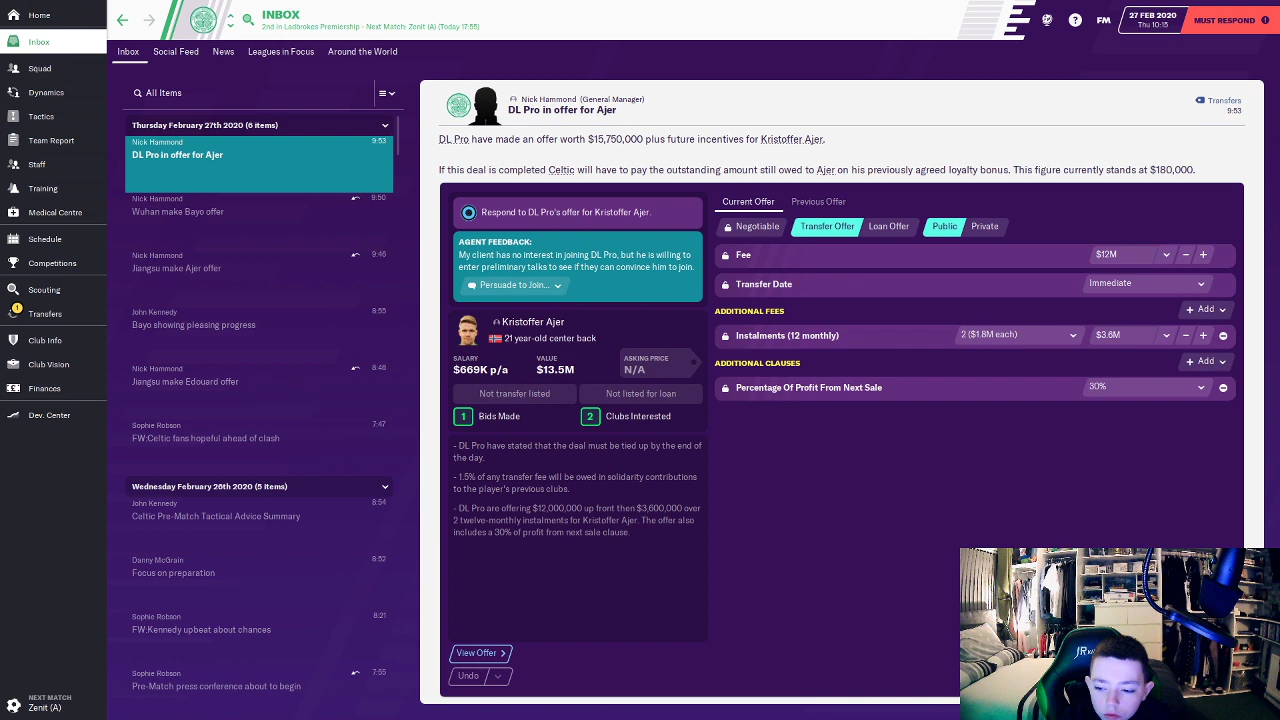 INBOX
2nd in Ladbrokes Premiership - Next Match: Zenit (A) (Today 17:55)
FM
27 FEB 2020
Thu 10:15
MUST RESPOND
Inbox
Squad
Dynamics
Tactics
Team Report
Staff
Training
Medical Centre
Schedule
Competitions
Scouting
1
Transfers
Club Info
Club Vision
Finances
Dev. Center
NEXT MATCH
Zenit (A)
Inbox
Social Feed
News
Leagues in Focus
Around the World
All Items
Thursday February 27th 2020 (6 items)
Nick Hammond 9:53
DL Pro in offer for Ajer
Nick Hammond 9:50
Wuhan make Bayo offer
Nick Hammond 9:46
Jiangsu make Ajer offer
John Kennedy 8:55
Bayo showing pleasing progress
Nick Hammond 8:46
Jiangsu make Edouard offer
Sophie Robson 7:47
FW:Celtic fans hopeful ahead of clash
Wednesday February 26th 2020 (5 items)
John Kennedy 8:54
Celtic Pre-Match Tactical Advice Summary
Danny McGrain 8:52
Focus on preparation
Sophie Robson 8:21
FW:Kennedy upbeat about chances
Sophie Robson 7:55
Pre-Match press conference about to begin
Nick Hammond (General Manager)
DL Pro in offer for Ajer
Transfers
9:53
DL Pro have made an offer worth $15,750,000 plus future incentives for Kristoffer Ajer.
If this deal is completed Celtic will have to pay the outstanding amount still owed to Ajer on his previously agreed loyalty bonus. This figure currently stands at $180,000.
Respond to DL Pro's offer for Kristoffer Ajer.
AGENT FEEDBACK:
My client has no interest in joining DL Pro, but he is willing to
enter preliminary talks to see if they can convince him to join.
Persuade to Join...
Kristoffer Ajer
21 year-old center back
SALARY VALUE ASKING PRICE
$669K p/a $13.5M N/A
Not transfer listed Not listed for loan
1 Bids Made 2 Clubs Interested
- DL Pro have stated that the deal must be tied up by the end of
the day.
- 1.5% of any transfer fee will be owed in solidarity contributions
to the player's previous clubs.
- DL Pro are offering $12,000,000 up front then $3,600,000 over
2 twelve-monthly instalments for Kristoffer Ajer. The offer also
includes a 30% of profit from next sale clause.
View Offer
Undo
Current Offer Previous Offer
Negotiable Transfer Offer Loan Offer Public Private
Fee $12M
Transfer Date Immediate
ADDITIONAL FEES Add
Instalments (12 monthly) 2 ($1.8M each) $3.6M
ADDITIONAL CLAUSES Add
Percentage Of Profit From Next Sale 30%